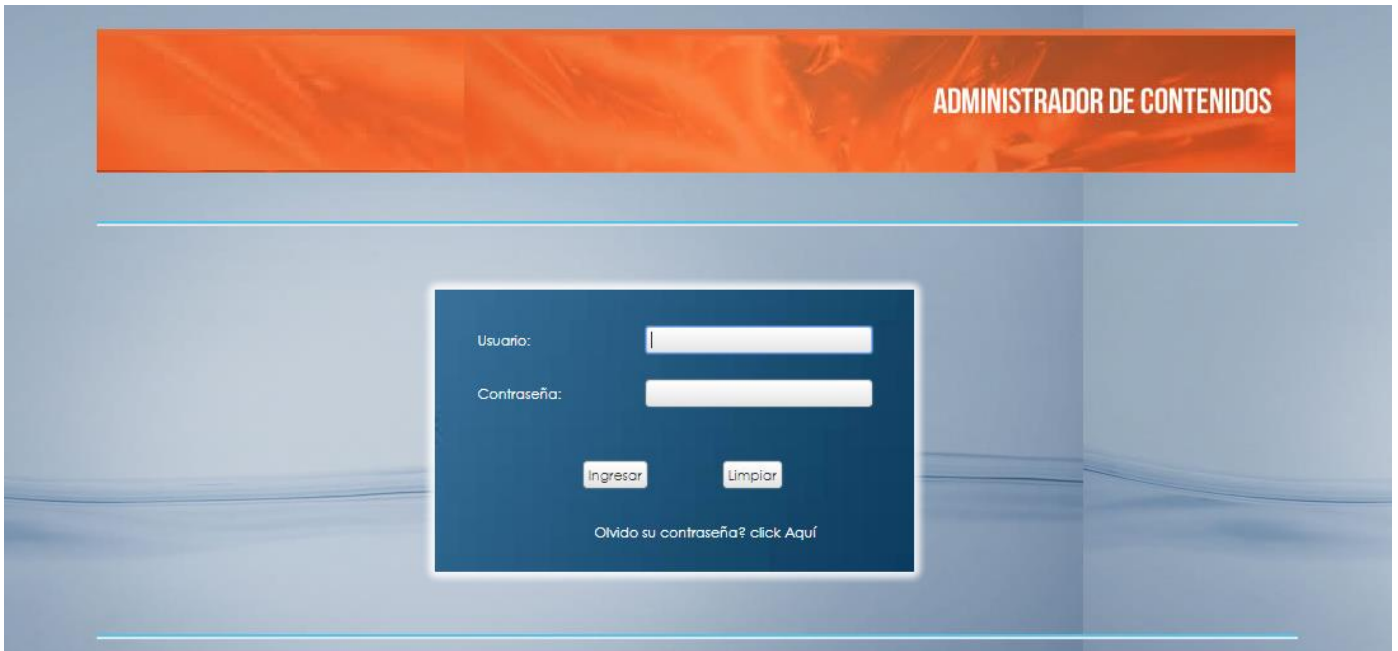 ADMINISTRADOR DE CONTENIDOS
Usuario:
Contraseña:
Ingresar Limpiar
Olvido su contraseña? click Aquí